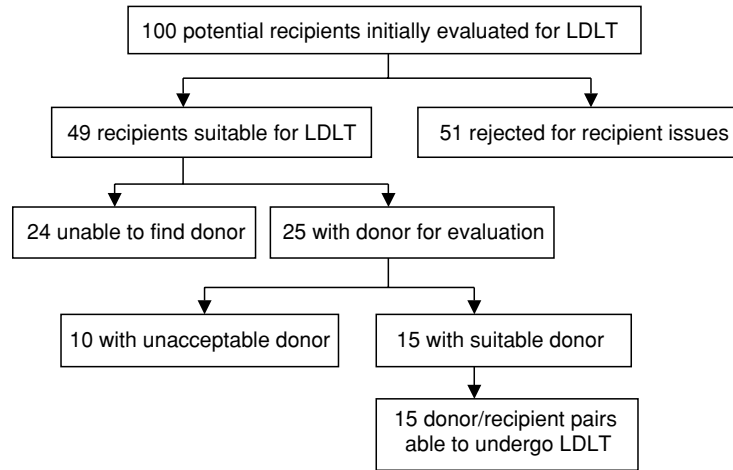 100 potential recipients initially evaluated for LDLT
49 recipients suitable for LDLT
51 rejected for recipient issues
24 unable to find donor
25 with donor for evaluation
10 with unacceptable donor
15 with suitable donor
15 donor/recipient pairs
able to undergo LDLT